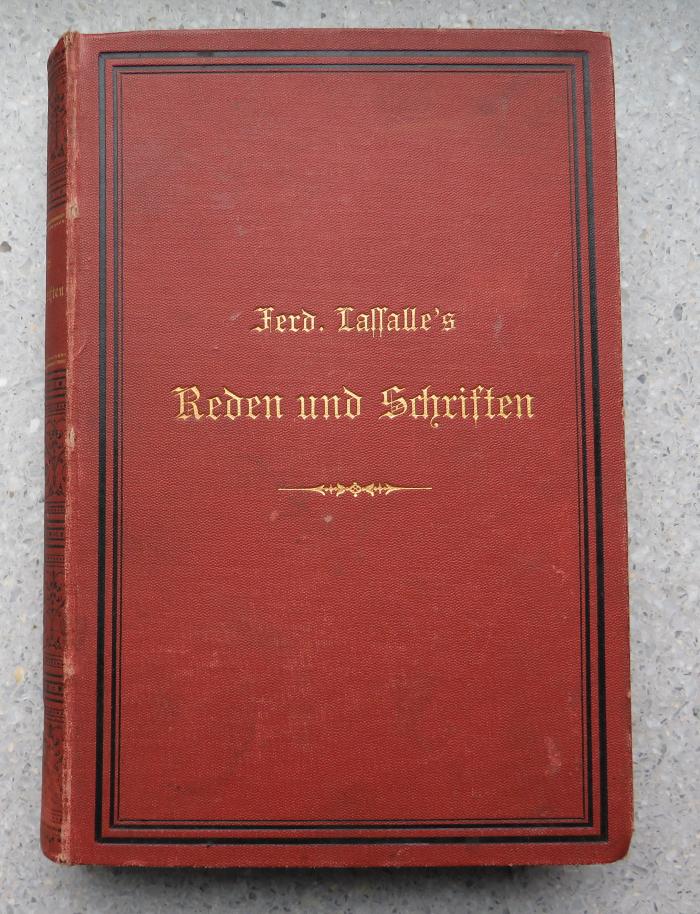 Ferd. Laſſalle's
Reden und Schriften